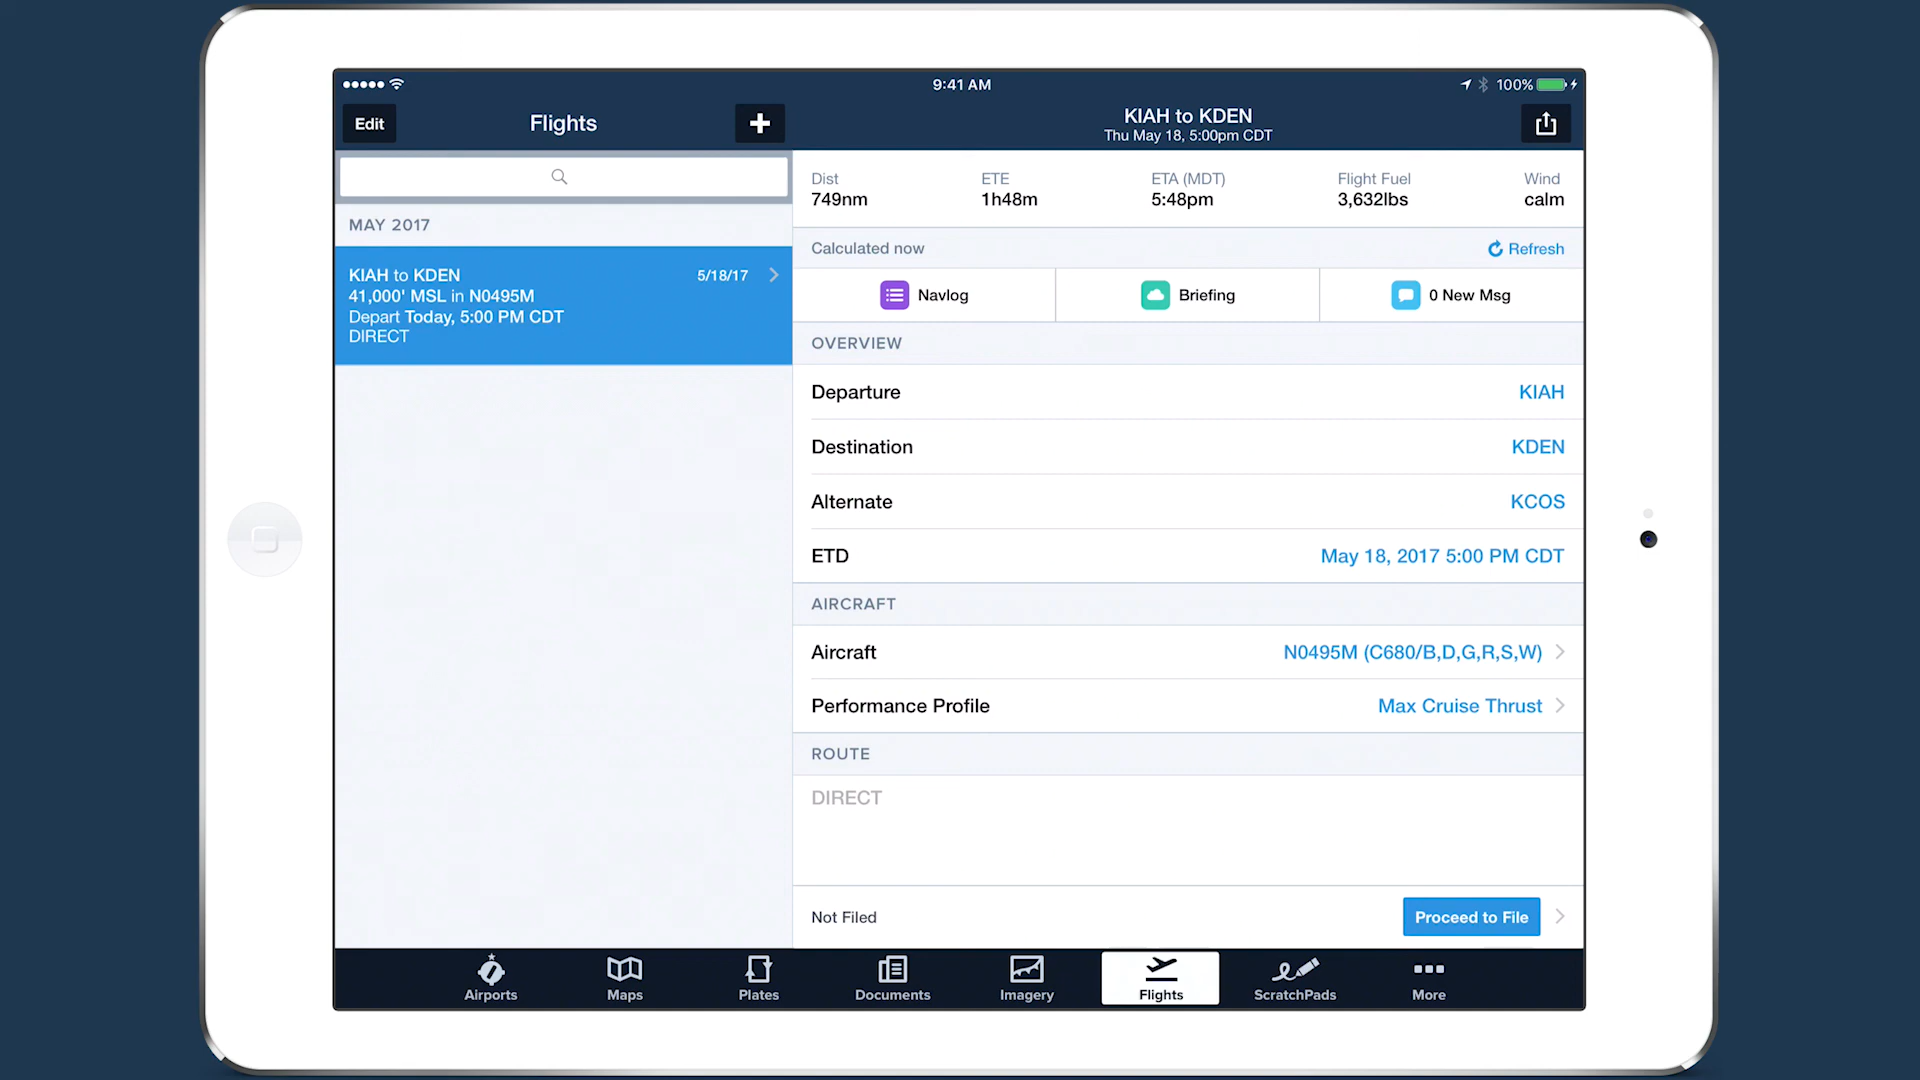 9:41 AM
100%
Edit
Flights
KIAH to KDEN
Thu May 18, 5:00pm CDT
MAY 2017
KIAH to KDEN 5/18/17
41,000' MSL in N0495M
Depart Today, 5:00 PM CDT
DIRECT
Dist ETE ETA (MDT) Flight Fuel Wind
749nm 1h48m 5:48pm 3,632lbs calm
Calculated now Refresh
Navlog Briefing 0 New Msg
OVERVIEW
Departure KIAH
Destination KDEN
Alternate KCOS
ETD May 18, 2017 5:00 PM CDT
AIRCRAFT
Aircraft N0495M (C680/B,D,G,R,S,W)
Performance Profile Max Cruise Thrust
ROUTE
DIRECT
Not Filed Proceed to File
Airports Maps Plates Documents Imagery Flights ScratchPads More